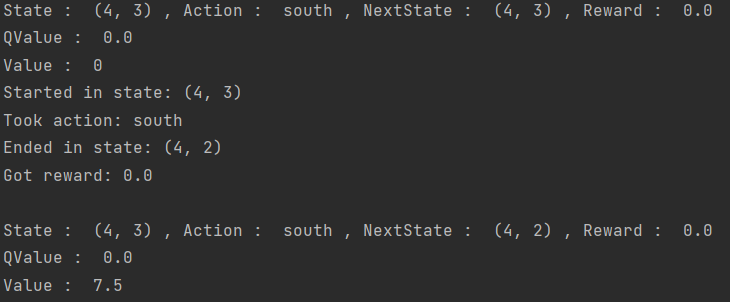 State :  (4, 3) , Action :  south , NextState :  (4, 3) , Reward :  0.0
QValue :  0.0
Value :  0
Started in state: (4, 3)
Took action: south
Ended in state: (4, 2)
Got reward: 0.0

State :  (4, 3) , Action :  south , NextState :  (4, 2) , Reward :  0.0
QValue :  0.0
Value :  7.5